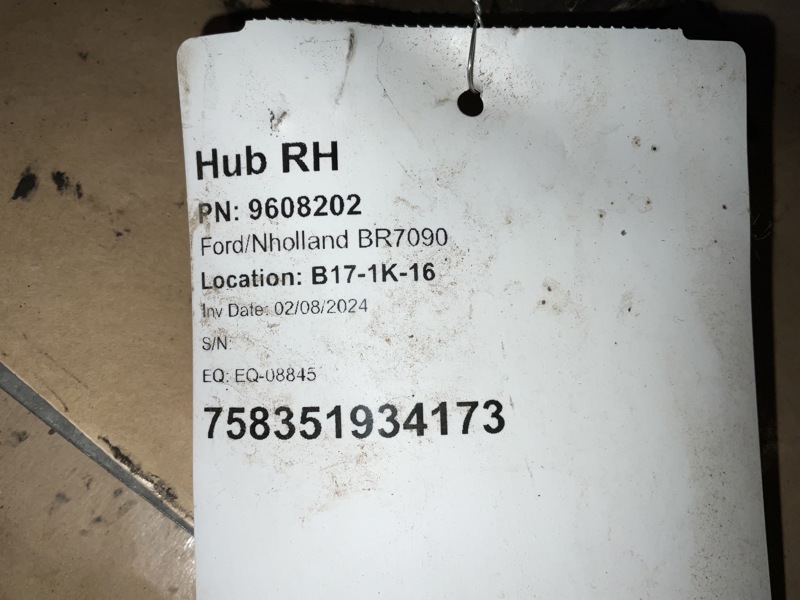 Hub RH
PN: 9608202
Ford/Nholland BR7090
Location: B17-1K-16
Inv Date: 02/08/2024
S/N:
EQ: EQ-08845
758351934173